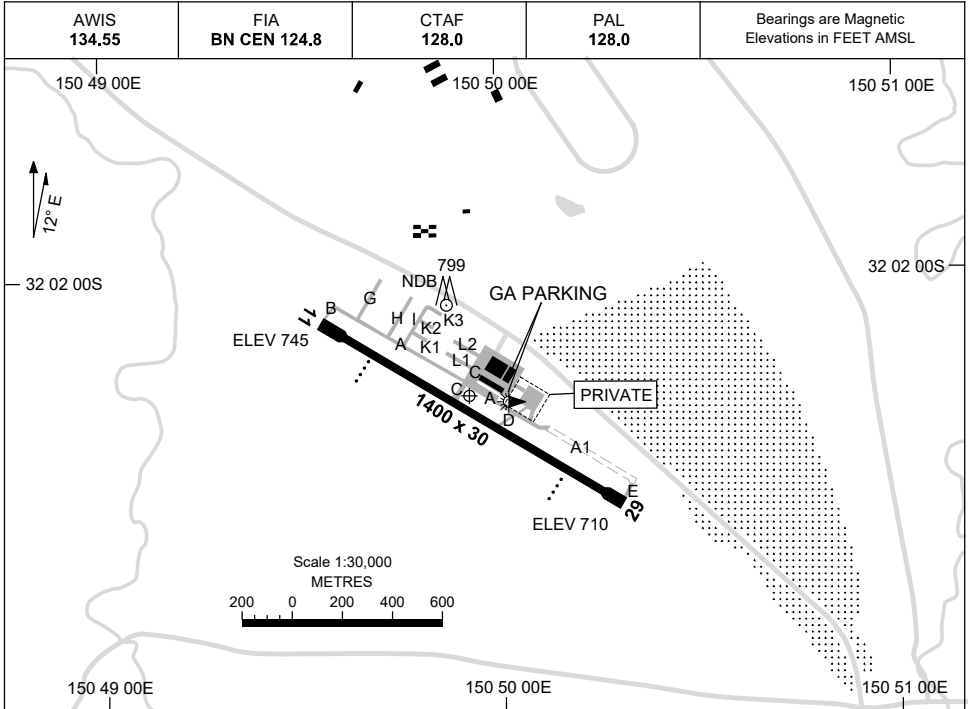 AWIS
134.55
FIA
BN CEN 124.8
CTAF
128.0
PAL
128.0
Bearings are Magnetic
Elevations in FEET AMSL
150 49 00E
150 50 00E
150 51 00E
12° E
32 02 00S
32 02 00S
799
NDB
GA PARKING
G
B
11
H
I
K3
K2
K1
A
L2
L1
C
ELEV 745
C
A
D
PRIVATE
1400 x 30
A1
E
29
ELEV 710
Scale 1:30,000
METRES
200 0 200 400 600
150 49 00E
150 50 00E
150 51 00E